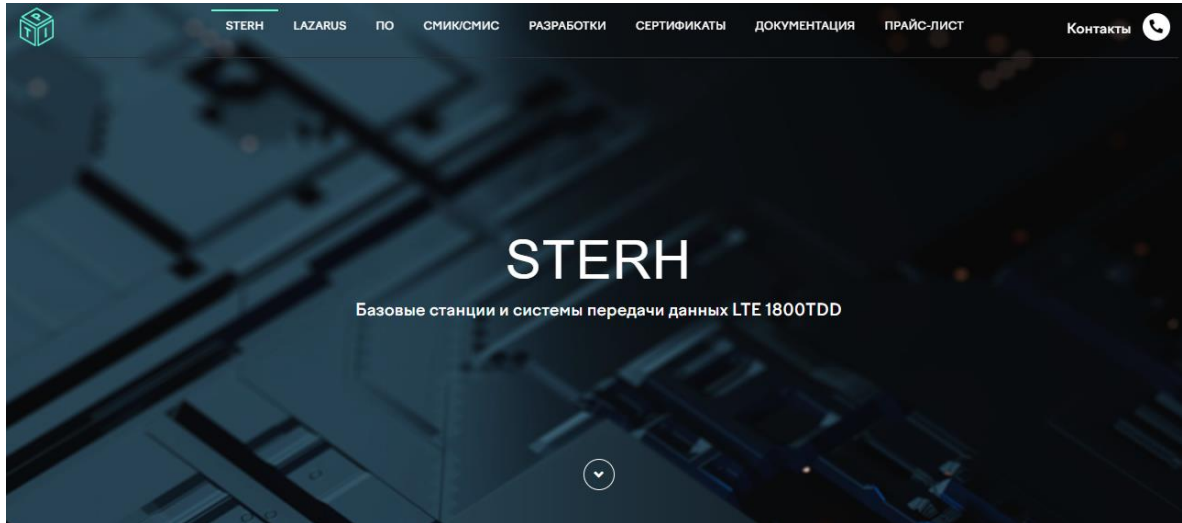 STERH LAZARUS ПО СМИК/СМИС РАЗРАБОТКИ СЕРТИФИКАТЫ ДОКУМЕНТАЦИЯ ПРАЙС-ЛИСТ Контакты
STERH
Базовые станции и системы передачи данных LTE 1800TDD